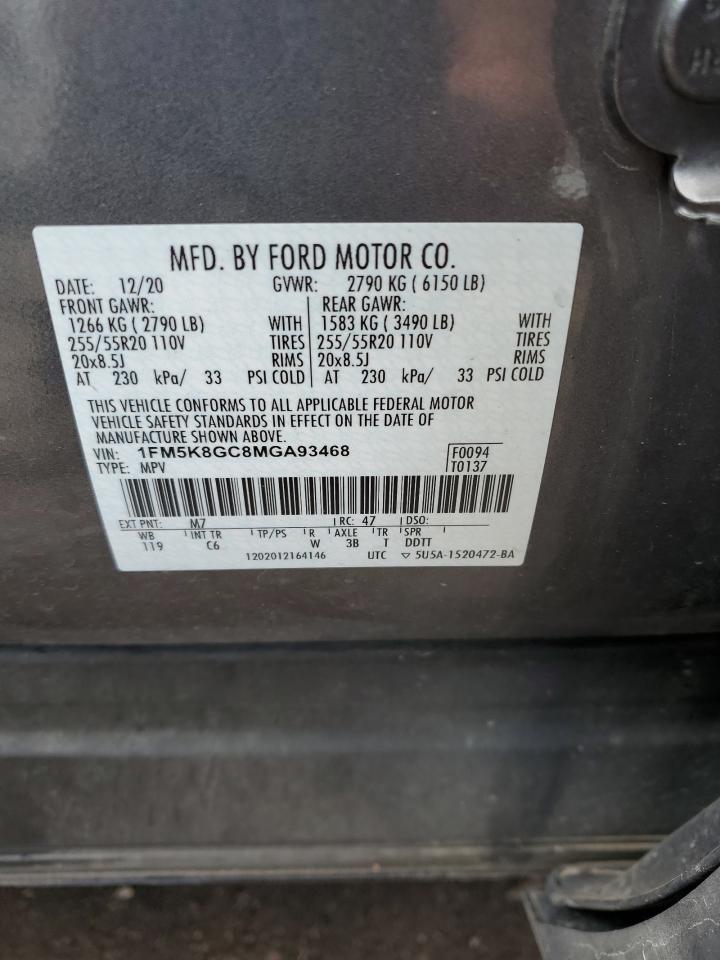 MFD. BY FORD MOTOR CO.
DATE: 12/20 GVWR: 2790 KG ( 6150 LB)
FRONT GAWR: REAR GAWR:
1266 KG ( 2790 LB) WITH 1583 KG ( 3490 LB) WITH
255/55R20 110V TIRES 255/55R20 110V TIRES
20x8.5J RIMS 20x8.5J RIMS
AT 230 kPa/ 33 PSI COLD AT 230 kPa/ 33 PSI COLD
THIS VEHICLE CONFORMS TO ALL APPLICABLE FEDERAL MOTOR
VEHICLE SAFETY STANDARDS IN EFFECT ON THE DATE OF
MANUFACTURE SHOWN ABOVE.
VIN: 1FM5K8GC8MGA93468 F0094
TYPE: MPV T0137
EXT PNT: M7 RC: 47 DSO:
WB INT TR TP/PS R AXLE TR SPR
119 C6 W 3B T DDTT
1202012164146 UTC ▽ 5U5A-1520472-BA